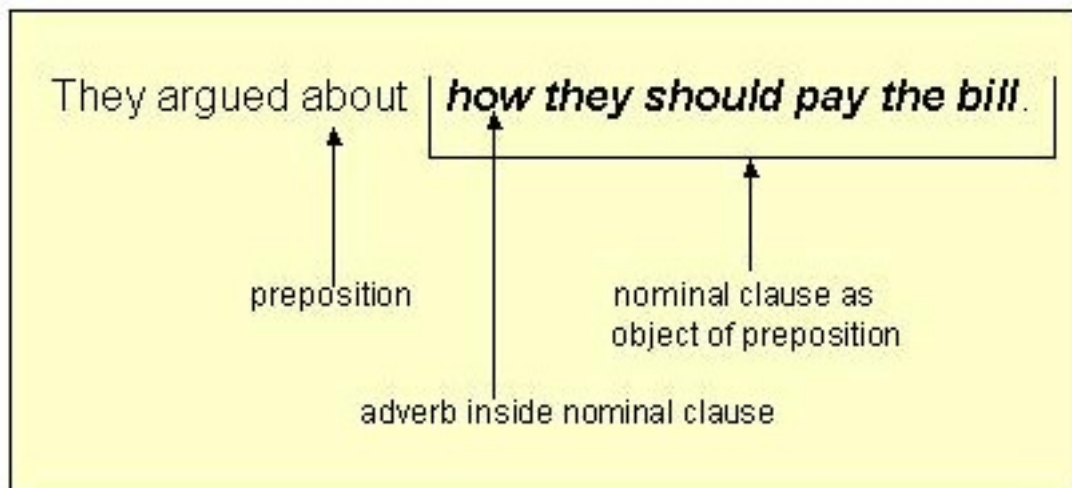 They argued about how they should pay the bill.
preposition
nominal clause as
object of preposition
adverb inside nominal clause